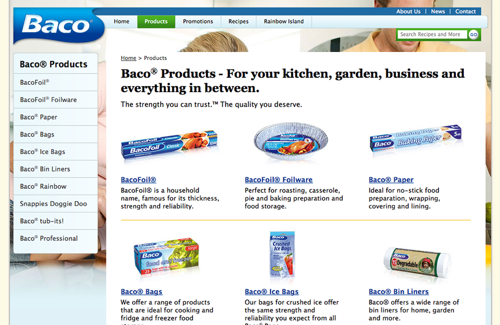 About Us | News | Contact
Baco
Home
Products
Promotions
Recipes
Rainbow Island
Search Recipes and More
GO
Baco® Products
BacoFoil®
BacoFoil® Foilware
Baco® Paper
Baco® Bags
Baco® Ice Bags
Baco® Bin Liners
Baco® Rainbow
Snappies Doggie Doo
Baco® tub-its!
Baco® Professional
Home > Products
Baco® Products - For your kitchen, garden, business and
everything in between.
The strength you can trust.™ The quality you deserve.
BacoFoil
Classic
Baco
Baking Paper
BacoFoil®
BacoFoil® is a household
name, famous for its thickness,
strength and reliability.
BacoFoil® Foilware
Perfect for roasting, casserole,
pie and baking preparation and
food storage.
Baco® Paper
Ideal for no-stick food
preparation, wrapping,
covering and lining.
Baco
Baco
Crushed
Ice
Bags
Baco
Degradable
Baco® Bags
We offer a range of products
that are ideal for cooking and
fridge and freezer food
Baco® Ice Bags
Our bags for crushed ice offer
the same strength and
reliability you expect from all
Baco® Bin Liners
Baco® offers a wide range of
bin liners for home, garden
and more.